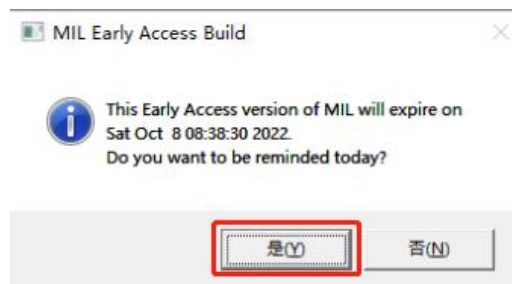 MIL Early Access Build
This Early Access version of MIL will expire on
Sat Oct 8 08:38:30 2022.
Do you want to be reminded today?
是(Y)
否(N)